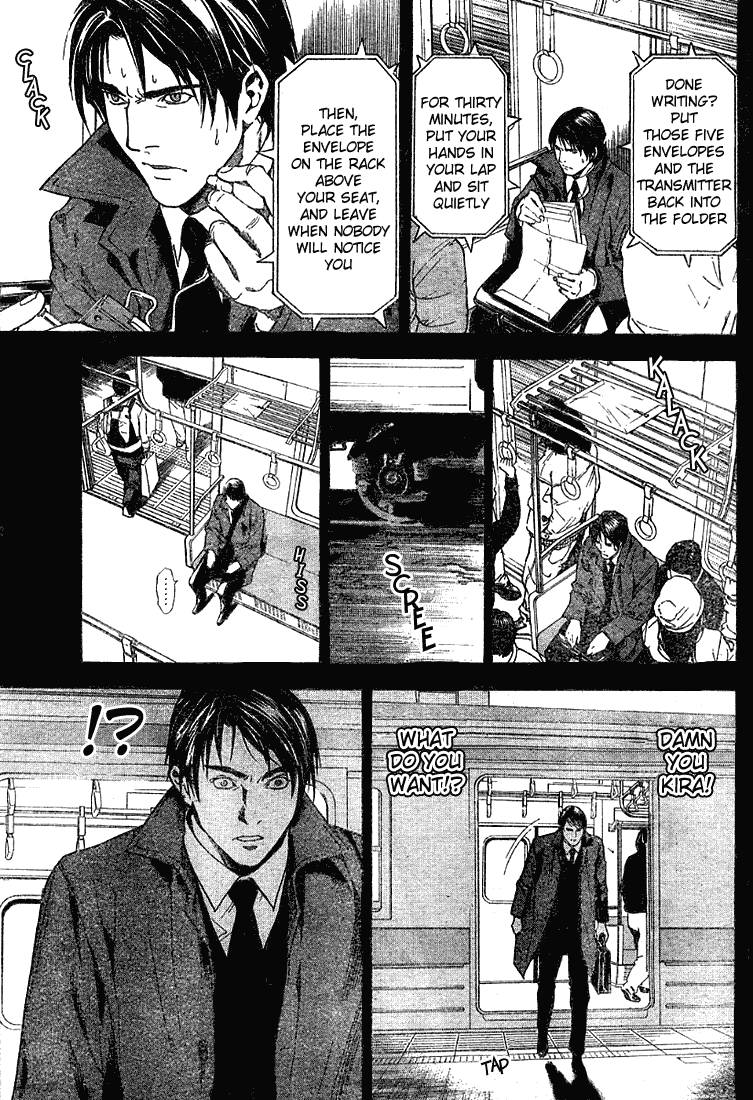 DONE
WRITING?
PUT
THOSE FIVE
ENVELOPES
AND THE
TRANSMITTER
BACK INTO
THE FOLDER
FOR THIRTY
MINUTES,
PUT YOUR
HANDS IN
YOUR LAP
AND SIT
QUIETLY
THEN,
PLACE THE
ENVELOPE
ON THE RACK
ABOVE
YOUR SEAT,
AND LEAVE
WHEN NOBODY
WILL NOTICE
YOU
CLACK
KALACK
SCREE
HISS
......
DAMN
YOU
KIRA!
WHAT
DO YOU
WANT!?
TAP
!?